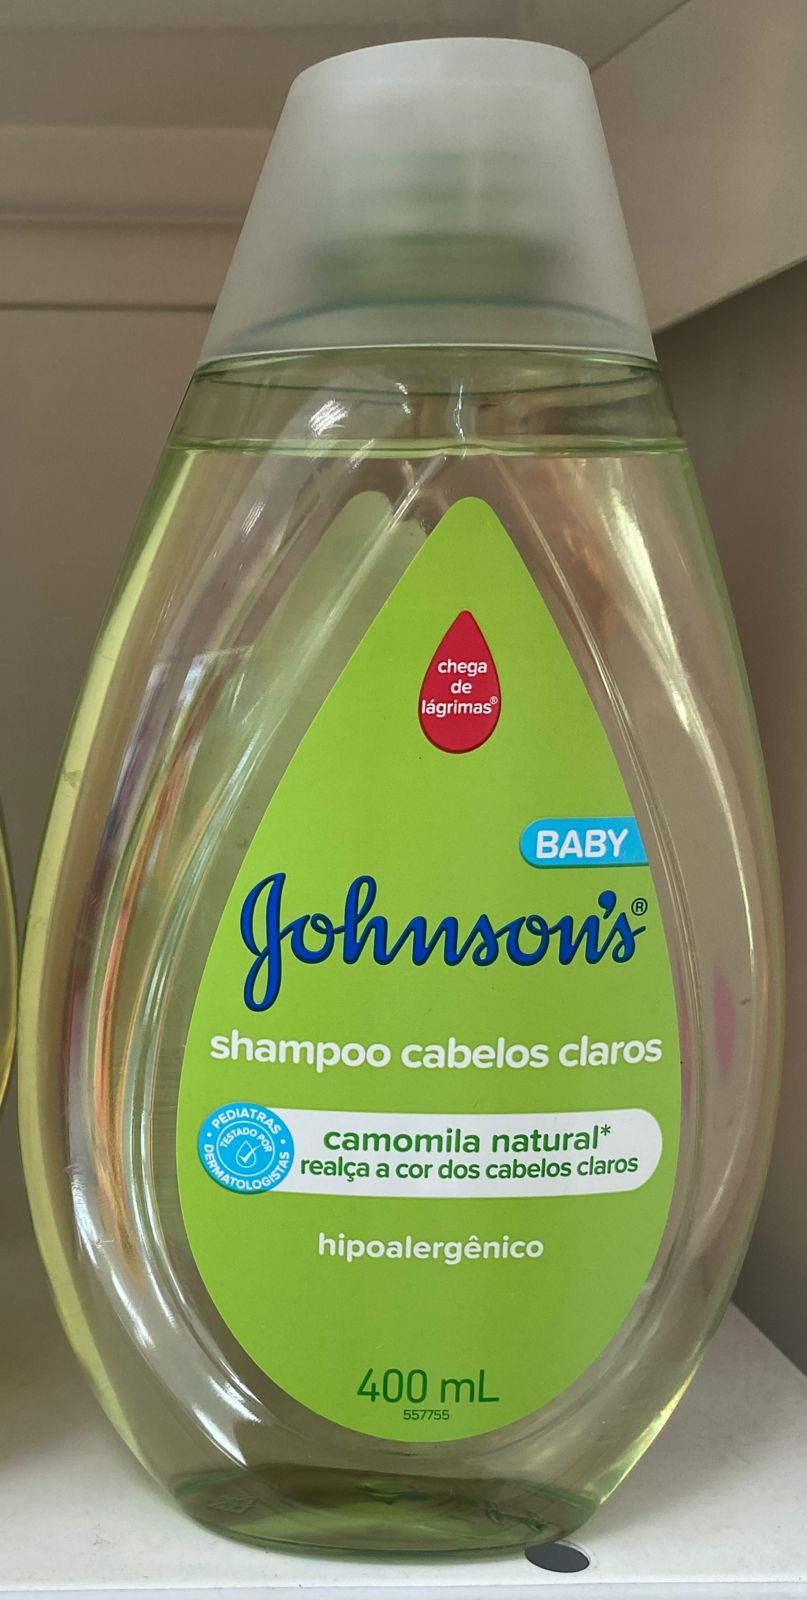 chega
de
lágrimas®
BABY
Johnson's®
shampoo cabelos claros
PEDIATRAS
TESTADO POR
DERMATOLOGISTAS
camomila natural*
realça a cor dos cabelos claros
hipoalergênico
400 mL
557755